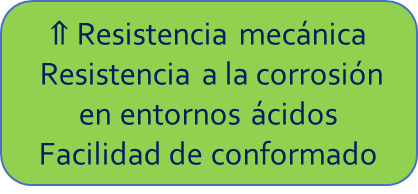 ⇑ Resistencia mecánica
Resistencia a la corrosión
en entornos ácidos
Facilidad de conformado